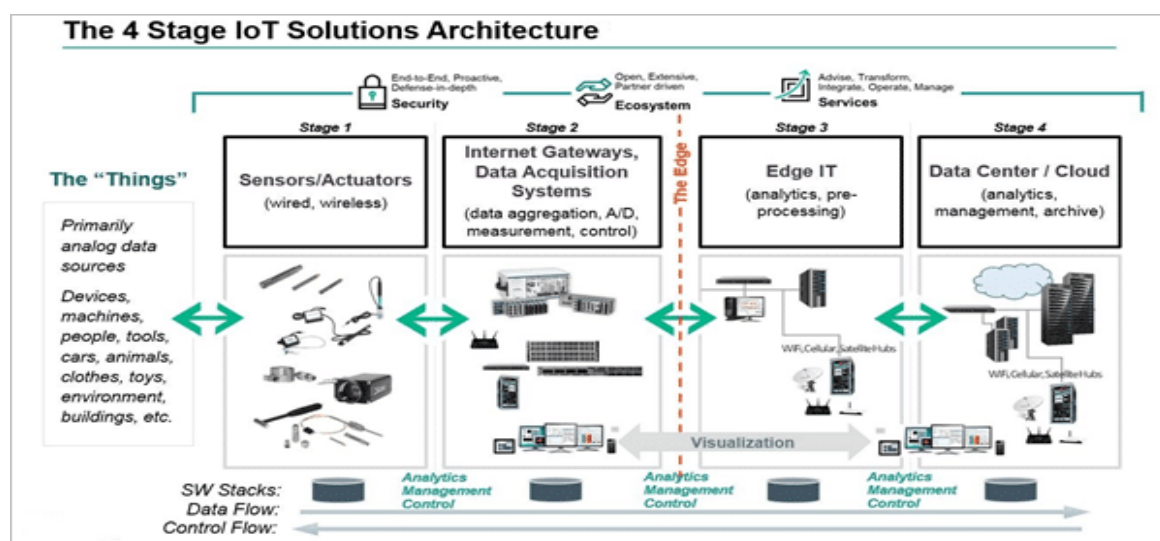 The 4 Stage IoT Solutions Architecture
End-to-End, Proactive,
Defense-in-depth
Security
Open, Extensive,
Partner driven
Ecosystem
Advise, Transform,
Integrate, Operate, Manage
Services
The "Things"
Primarily
analog data
sources
Devices,
machines,
people, tools,
cars, animals,
clothes, toys,
environment,
buildings, etc.
Stage 1
Sensors/Actuators
(wired, wireless)
Stage 2
Internet Gateways,
Data Acquisition
Systems
(data aggregation, A/D,
measurement, control)
The Edge
Stage 3
Edge IT
(analytics, pre-
processing)
Stage 4
Data Center / Cloud
(analytics,
management, archive)
WiFi, Cellular, Satellite Hubs
WiFi, Cellular, Satellite Hubs
Visualization
SW Stacks:
Analytics
Management
Control
Analytics
Management
Control
Analytics
Management
Control
Data Flow:
Control Flow: